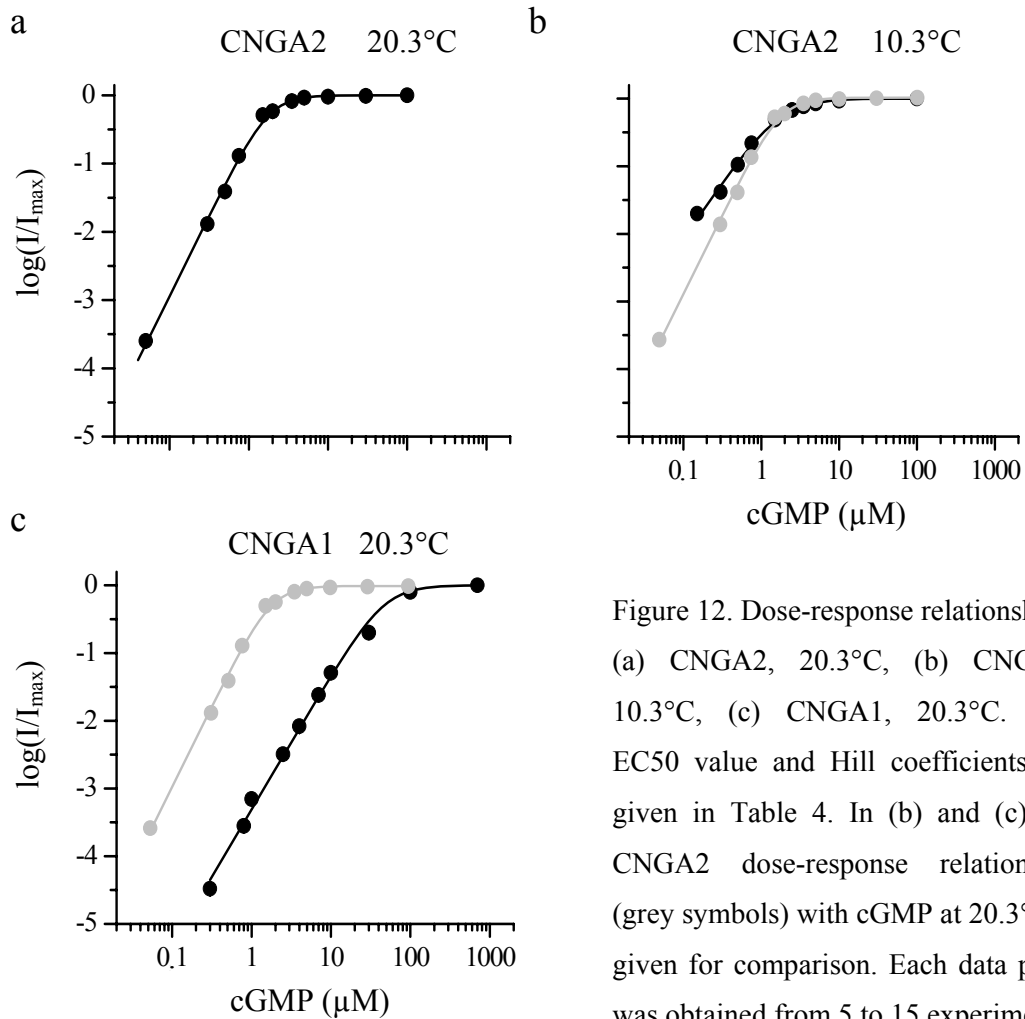 a
CNGA2 20.3°C
log(I/Imax)
0
-1
-2
-3
-4
-5
b
CNGA2 10.3°C
0.1 1 10 100 1000
cGMP (µM)
c
CNGA1 20.3°C
log(I/Imax)
0
-1
-2
-3
-4
-5
0.1 1 10 100 1000
cGMP (µM)
Figure 12. Dose-response
(a) CNGA2, 20.3°C, (b)
10.3°C, (c) CNGA1, 20.3°C.
EC50 value and Hill coefficients
given in Table 4. In (b) and (c)
CNGA2 dose-response
(grey symbols) with cGMP at 20.3°
given for comparison. Each data
was obtained from 5 to 15